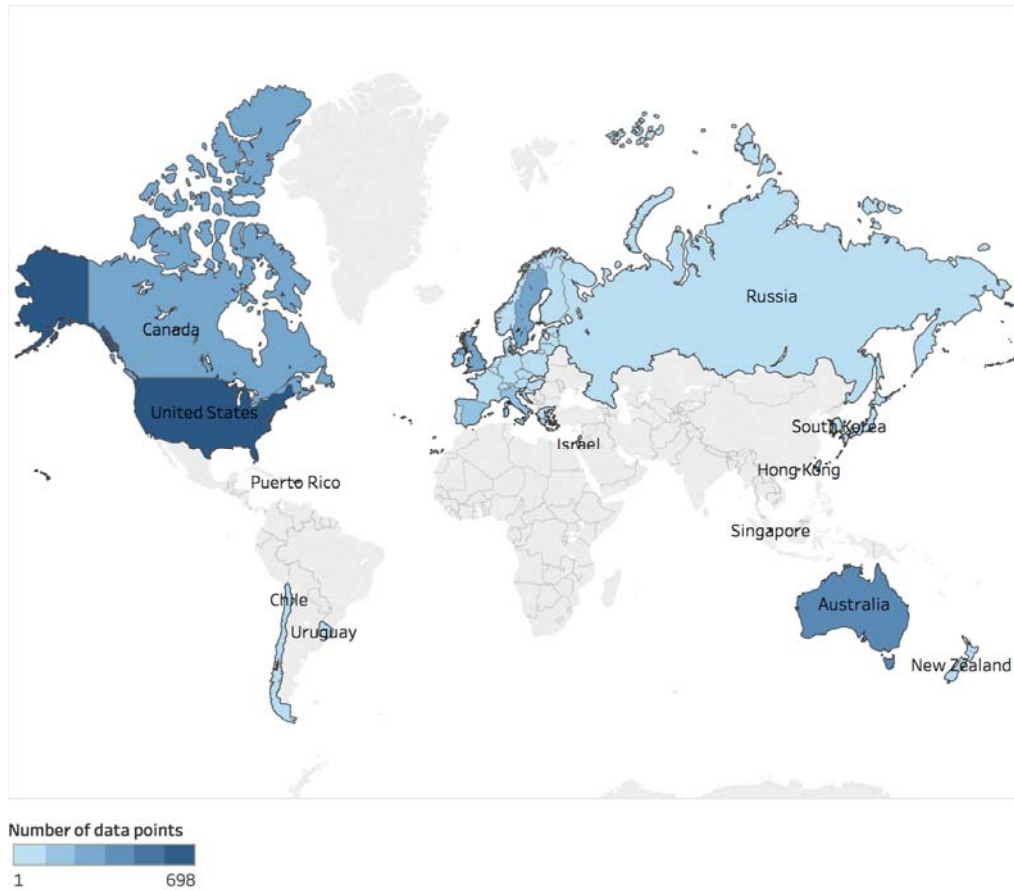 Canada
Russia
United States
South Korea
Israel
Hong Kong
Puerto Rico
Singapore
Chile
Australia
Uruguay
New Zealand
Number of data points
1 698